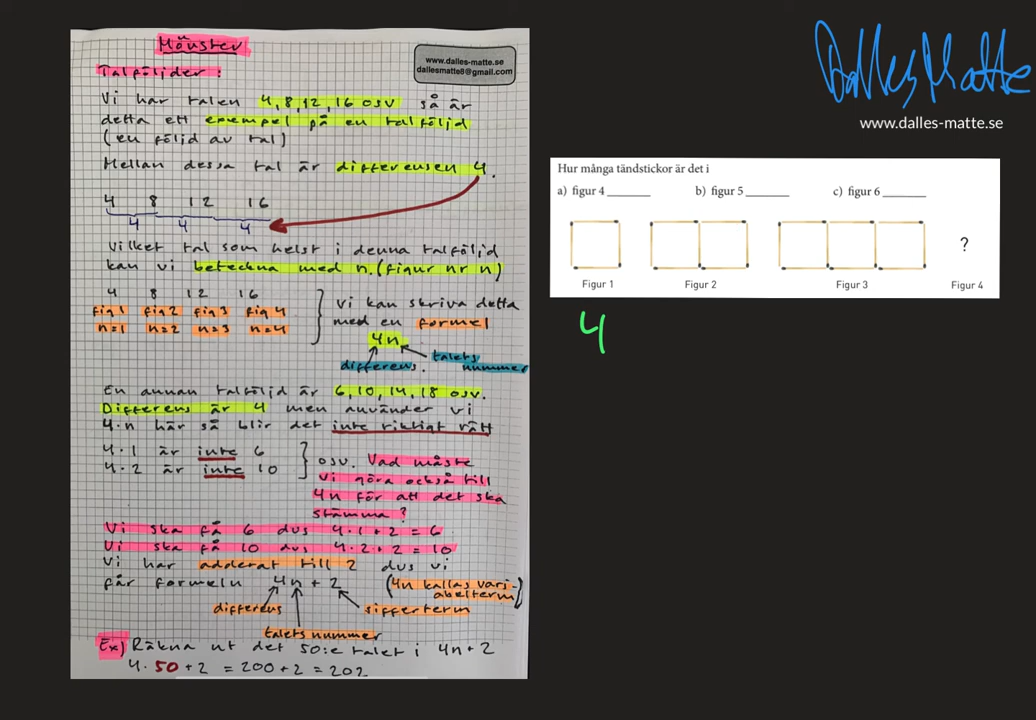 Mönster
www.dalles-matte.se
dallesmatte8@gmail.com
Talföljder:
Vi har talen 4,8,12,16 osv så är
detta ett exempel på en talföljd
(en följd av tal)
Mellan dessa tal är differensen 4.
4 8 12 16
4 4 4
Vilket tal som helst i denna talföljd
kan vi beteckna med n. (figur nr n)
4 8 12 16
fig 1 fig 2 fig 3 fig 4
n=1 n=2 n=3 n=4
Vi kan skriva detta
med en formel
4n
differens.
talets
nummer
En annan talföljd är 6, 10, 14, 18 osv.
Differens är 4 men använder vi
4·n här så blir det inte riktigt rätt
4·1 är inte 6
4·2 är inte 10
osv. Vad måste
vi göra också till
4n för att det ska
stämma?
Vi ska få 6 dvs 4·1+2=6
Vi ska få 10 dvs 4·2+2=10
Vi har adderat till 2 dvs vi
får formeln 4n+2
(4n kallas vari-
abelterm)
differens
talets nummer
sifferterm
Ex) Räkna ut det 50:e talet i 4n+2
4·50+2 = 200+2 = 202
Dalles Matte
www.dalles-matte.se
Hur många tändstickor är det i
a) figur 4 ______ b) figur 5 ______ c) figur 6 ______
?
Figur 1 Figur 2 Figur 3 Figur 4
4